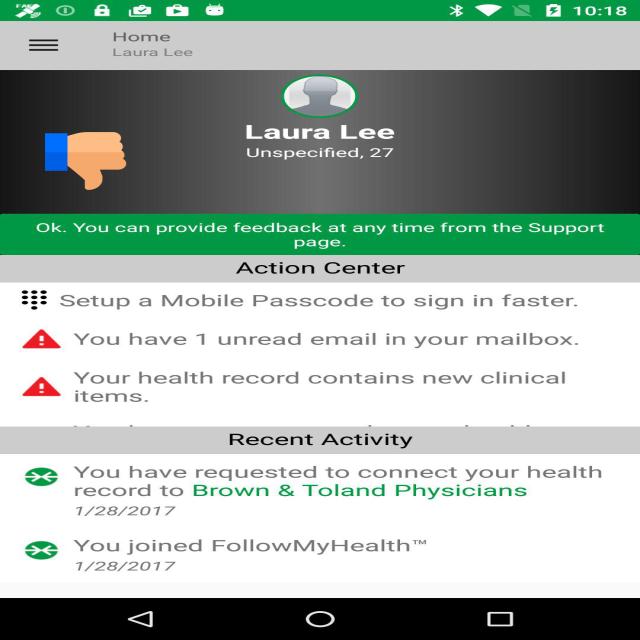 10:18
Home
Laura Lee
Laura Lee
Unspecified, 27
Ok. You can provide feedback at any time from the Support
page.
Action Center
Setup a Mobile Passcode to sign in faster.
You have 1 unread email in your mailbox.
Your health record contains new clinical
items.
Recent Activity
You have requested to connect your health
record to Brown & Toland Physicians
1/28/2017
You joined FollowMyHealth™
1/28/2017